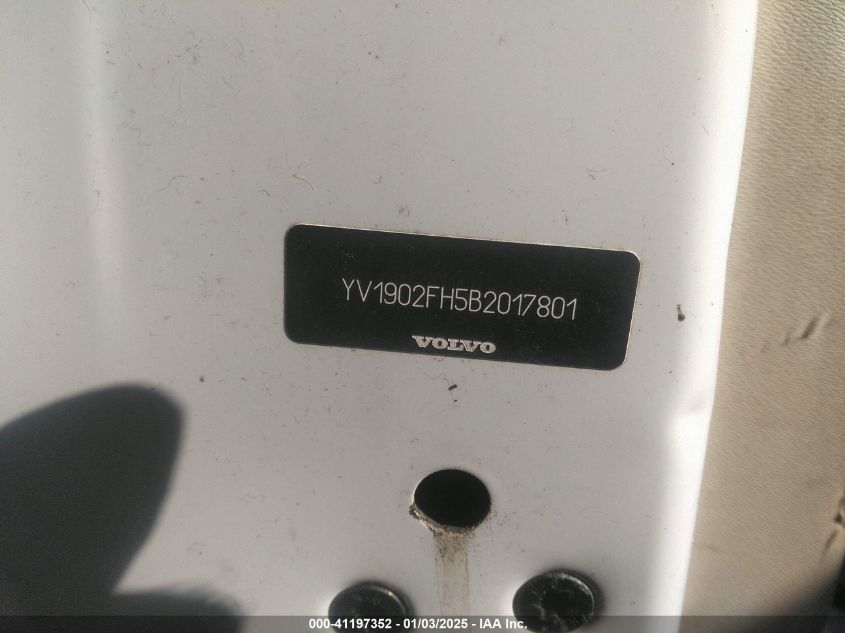 YV1902FH5B2017801
VOLVO
000-41197352 - 01/03/2025 - IAA Inc.